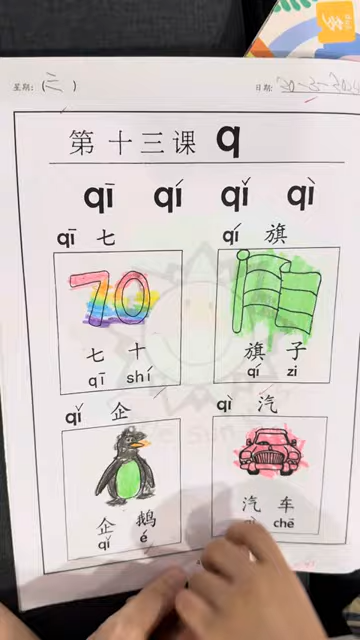 星期：（六）
日期：
第十三课 q
qī qí qǐ qì
qī 七
qí 旗
70
七 十
qī shí
旗 子
qí zi
qǐ 企
qì 汽
企 鹅
qǐ é
汽 车
chē